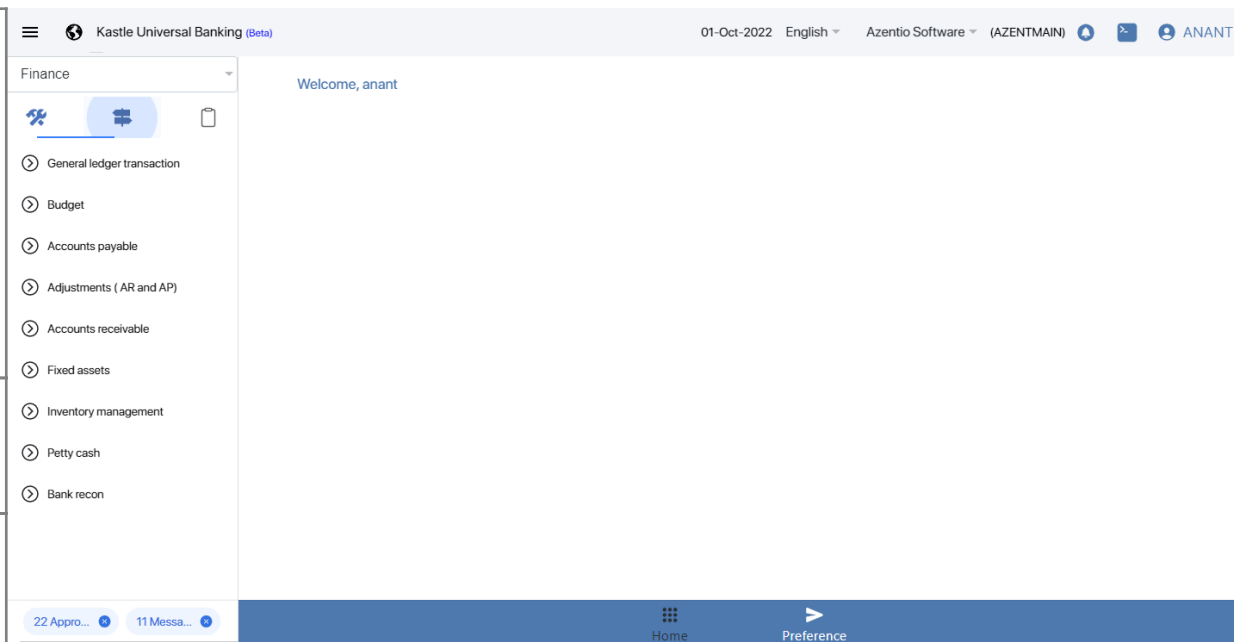 Kastle Universal Banking (Beta)
01-Oct-2022 English Azentio Software (AZENTMAIN) ANANT
Finance
Welcome, anant
General ledger transaction
Budget
Accounts payable
Adjustments ( AR and AP)
Accounts receivable
Fixed assets
Inventory management
Petty cash
Bank recon
22 Appro... 11 Messa...
Home
Preference